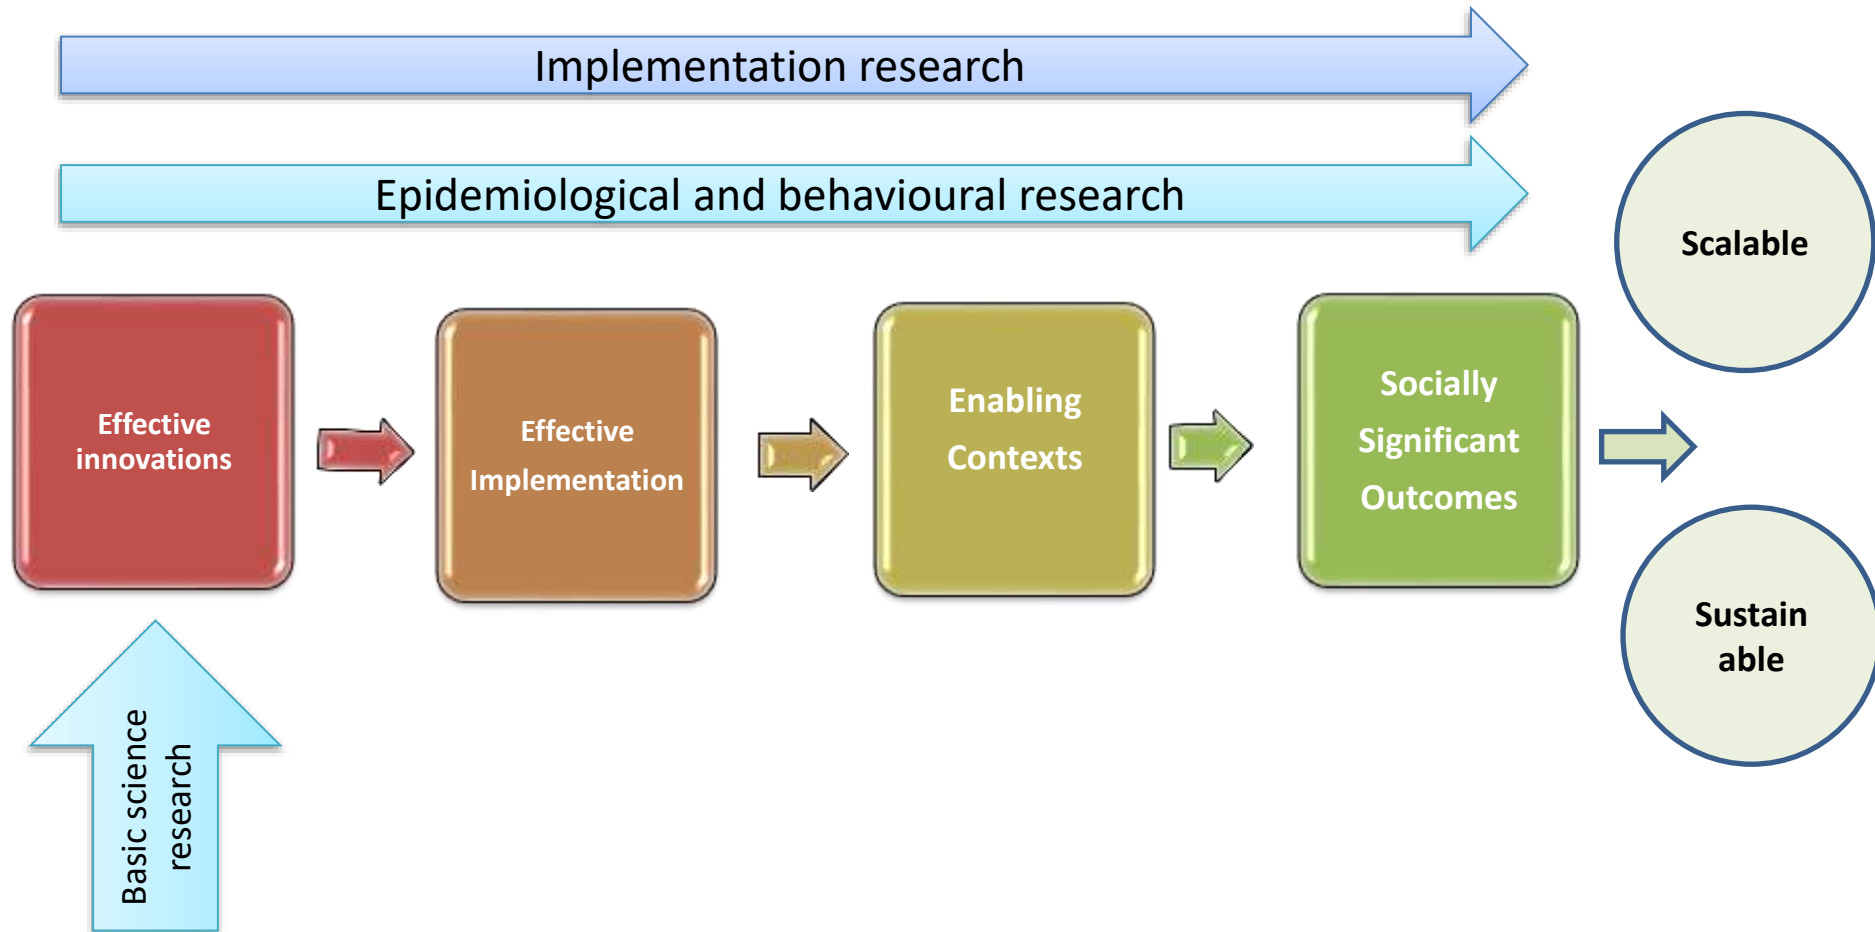 Implementation research
Epidemiological and behavioural research
Scalable
Effective
innovations
Effective
Implementation
Enabling
Contexts
Socially
Significant
Outcomes
Sustain
able
Basic science
research